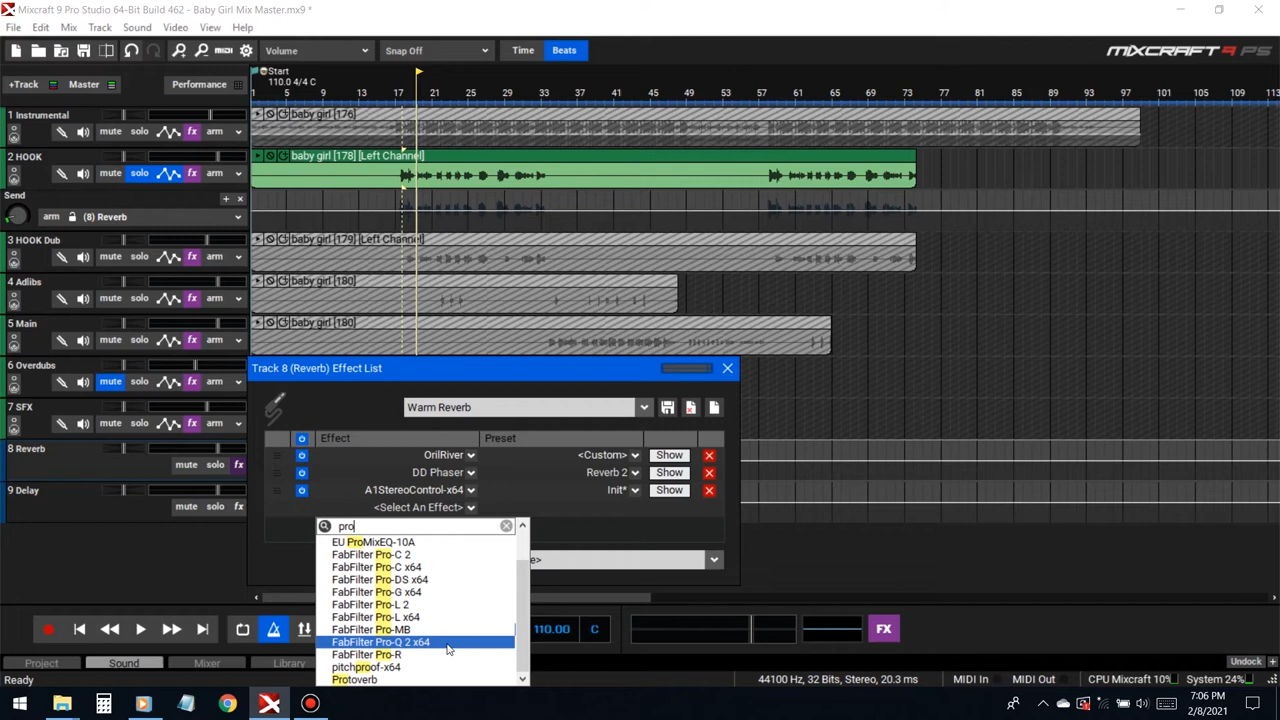 Mixcraft 9 Pro Studio 64-Bit Build 462 - Baby Girl Mix Master.mx9 *
File Edit Mix Track Sound Video View Help
Volume Snap Off Time Beats MIXCRAFT 9 PS
+Track Master Performance
Start
110.0 4/4 C
1 5 9 13 17 21 25 29 33 37 41 45 49 53 57 61 65 69 73 77 81 85 89 93 97 101 105 109 113
1 Instrumental baby girl [176]
mute solo fx arm
2 HOOK baby girl [178] [Left Channel]
mute solo fx arm
Send
arm (8) Reverb
3 HOOK Dub baby girl [179] [Left Channel]
mute solo fx arm
4 Adlibs baby girl [180]
mute solo fx arm
5 Main baby girl [180]
mute solo fx arm
6 Overdubs
mute solo fx arm
7 SFX
mute solo fx arm
8 Reverb
mute solo fx
9 Delay
mute solo fx
Track 8 (Reverb) Effect List
Warm Reverb
Effect Preset
OrilRiver <Custom> Show
DD Phaser Reverb 2 Show
A1StereoControl-x64 Init* Show
<Select An Effect>
pro
EU ProMixEQ-10A
FabFilter Pro-C 2
FabFilter Pro-C x64
FabFilter Pro-DS x64
FabFilter Pro-G x64
FabFilter Pro-L 2
FabFilter Pro-L x64
FabFilter Pro-MB
FabFilter Pro-Q 2 x64
FabFilter Pro-R
pitchproof-x64
Protoverb
e>
110.00 C FX
Project Sound Mixer Library Undock
Ready 44100 Hz, 32 Bits, Stereo, 20.3 ms MIDI In MIDI Out CPU Mixcraft 10% System 24%
7:06 PM
2/8/2021